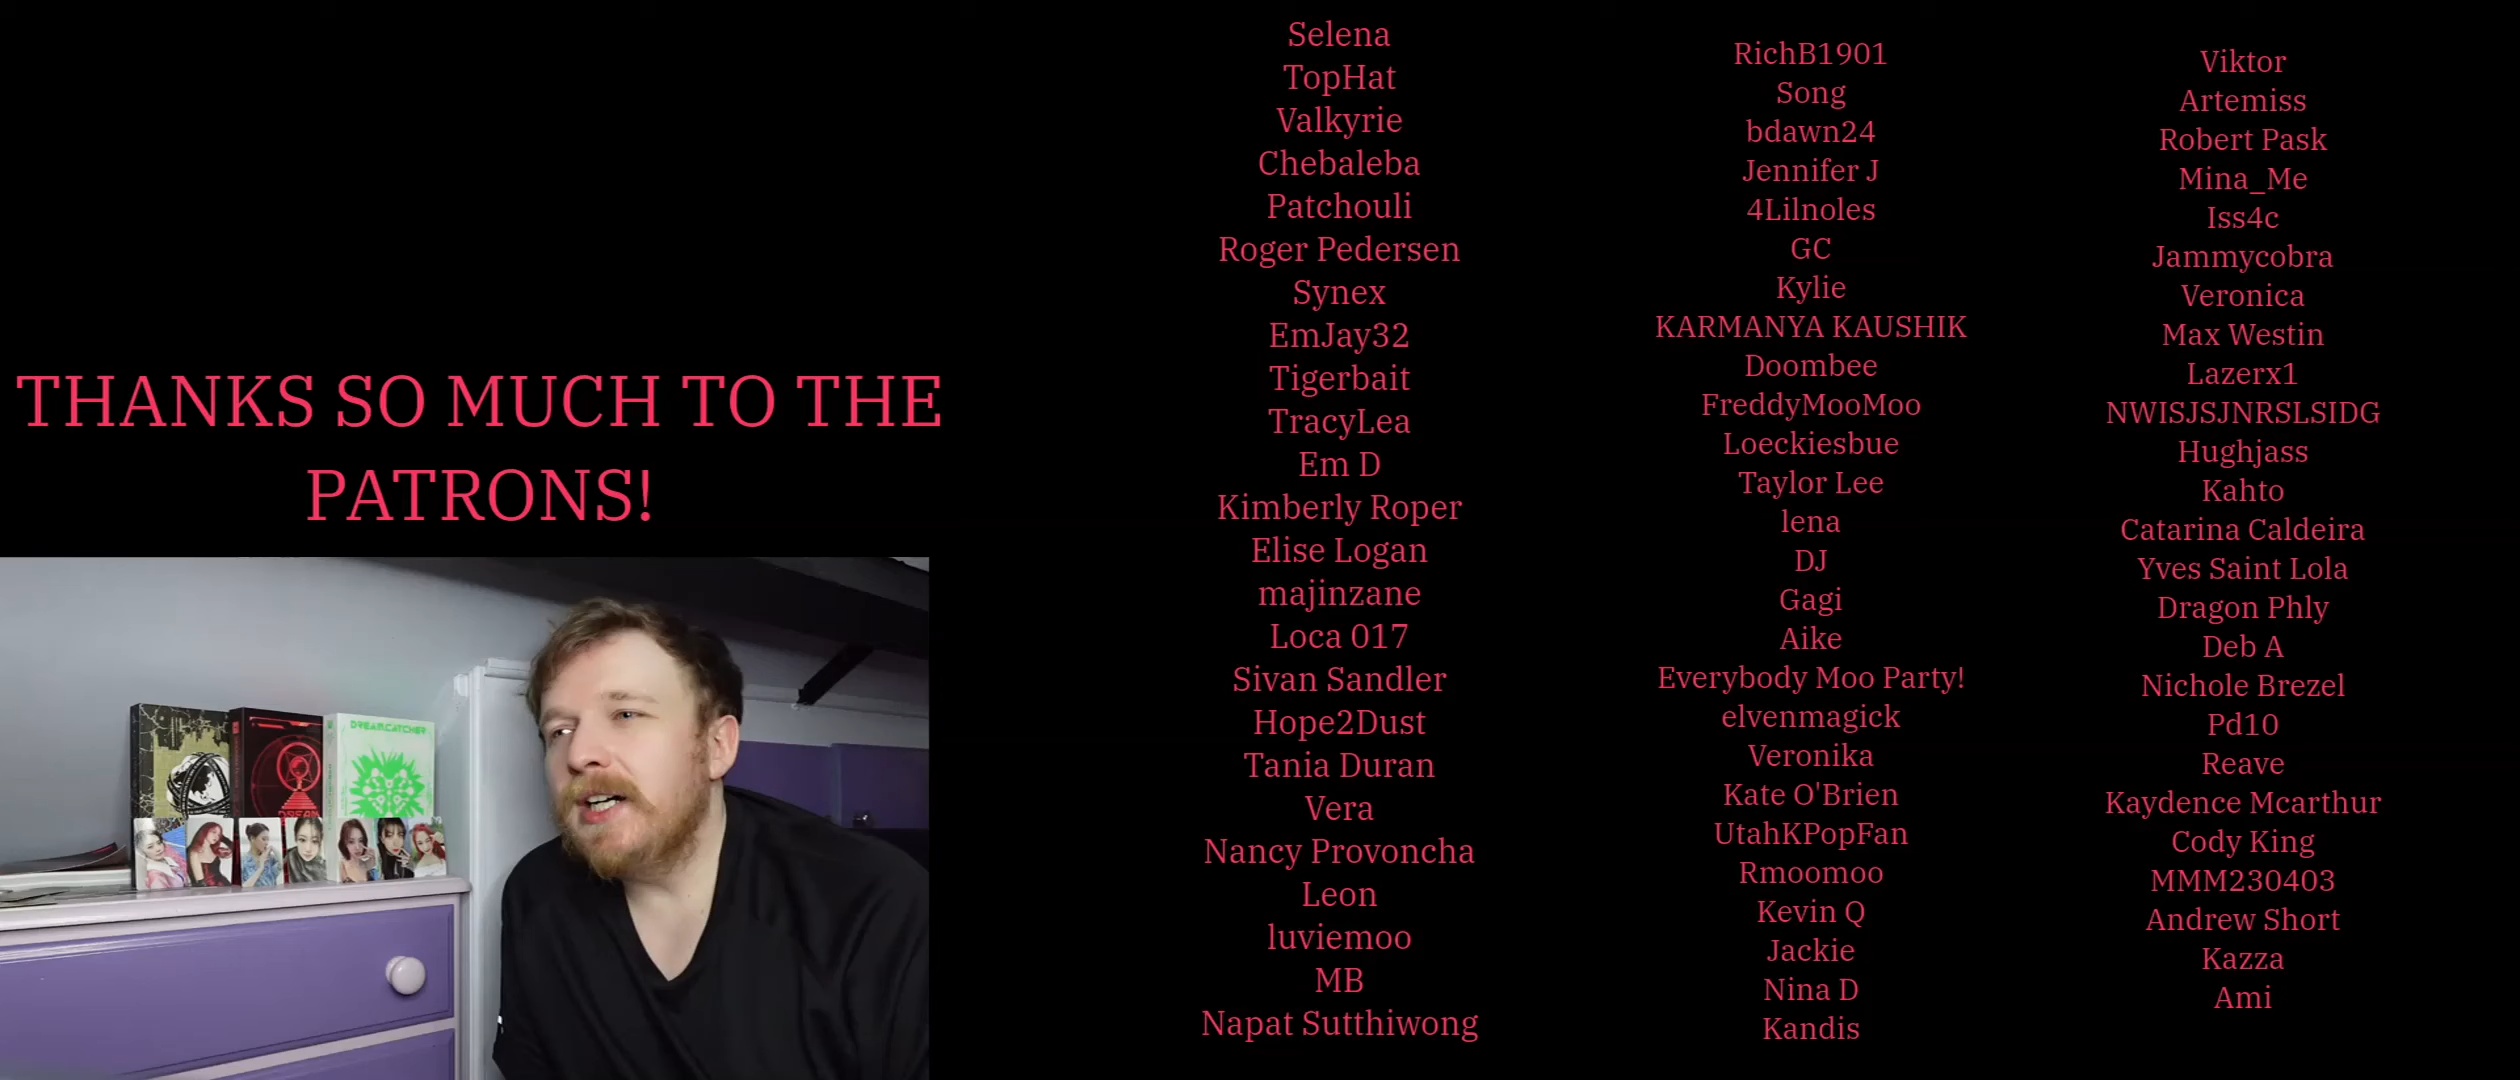 THANKS SO MUCH TO THE
PATRONS!
DREAMCATCHER
DREAM
Selena
TopHat
Valkyrie
Chebaleba
Patchouli
Roger Pedersen
Synex
EmJay32
Tigerbait
TracyLea
Em D
Kimberly Roper
Elise Logan
majinzane
Loca 017
Sivan Sandler
Hope2Dust
Tania Duran
Vera
Nancy Provoncha
Leon
luviemoo
MB
Napat Sutthiwong
RichB1901
Song
bdawn24
Jennifer J
4Lilnoles
GC
Kylie
KARMANYA KAUSHIK
Doombee
FreddyMooMoo
Loeckiesbue
Taylor Lee
lena
DJ
Gagi
Aike
Everybody Moo Party!
elvenmagick
Veronika
Kate O'Brien
UtahKPopFan
Rmoomoo
Kevin Q
Jackie
Nina D
Kandis
Viktor
Artemiss
Robert Pask
Mina_Me
Iss4c
Jammycobra
Veronica
Max Westin
Lazerx1
NWISJSJNRSLSIDG
Hughjass
Kahto
Catarina Caldeira
Yves Saint Lola
Dragon Phly
Deb A
Nichole Brezel
Pd10
Reave
Kaydence Mcarthur
Cody King
MMM230403
Andrew Short
Kazza
Ami